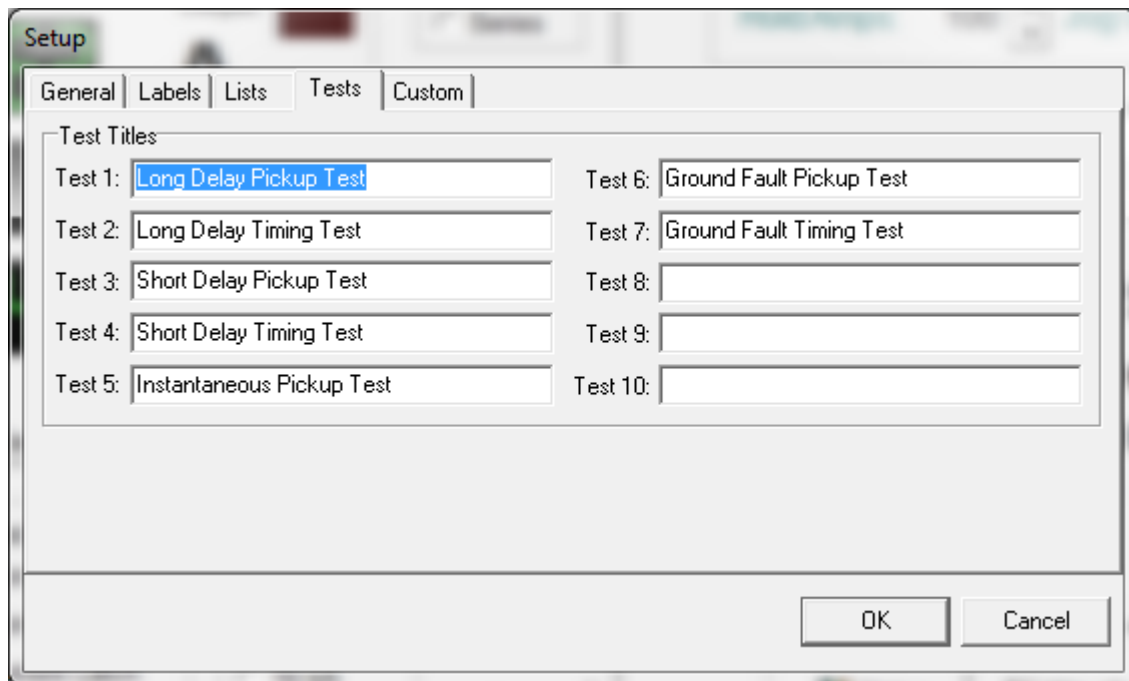 Setup
General Labels Lists Tests Custom
Test Titles
Test 1: Long Delay Pickup Test
Test 2: Long Delay Timing Test
Test 3: Short Delay Pickup Test
Test 4: Short Delay Timing Test
Test 5: Instantaneous Pickup Test
Test 6: Ground Fault Pickup Test
Test 7: Ground Fault Timing Test
Test 8:
Test 9:
Test 10:
OK Cancel